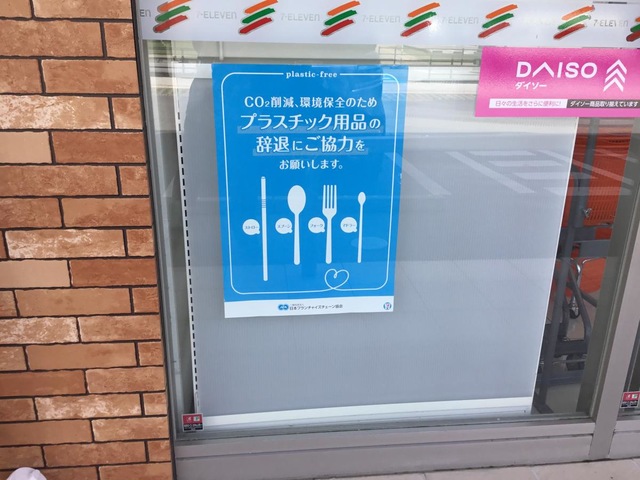 7-ELEVEN 7-ELEVEN 7-ELEVEN 7-ELEVEN
DAISO
ダイソー
日々の生活をさらに便利に!
ダイソー商品取り揃えています
plastic-free
CO2削減、環境保全のため
プラスチック用品の
辞退にご協力を
お願いします。
ストロー スプーン フォーク マドラー
日本フランチャイズチェーン協会